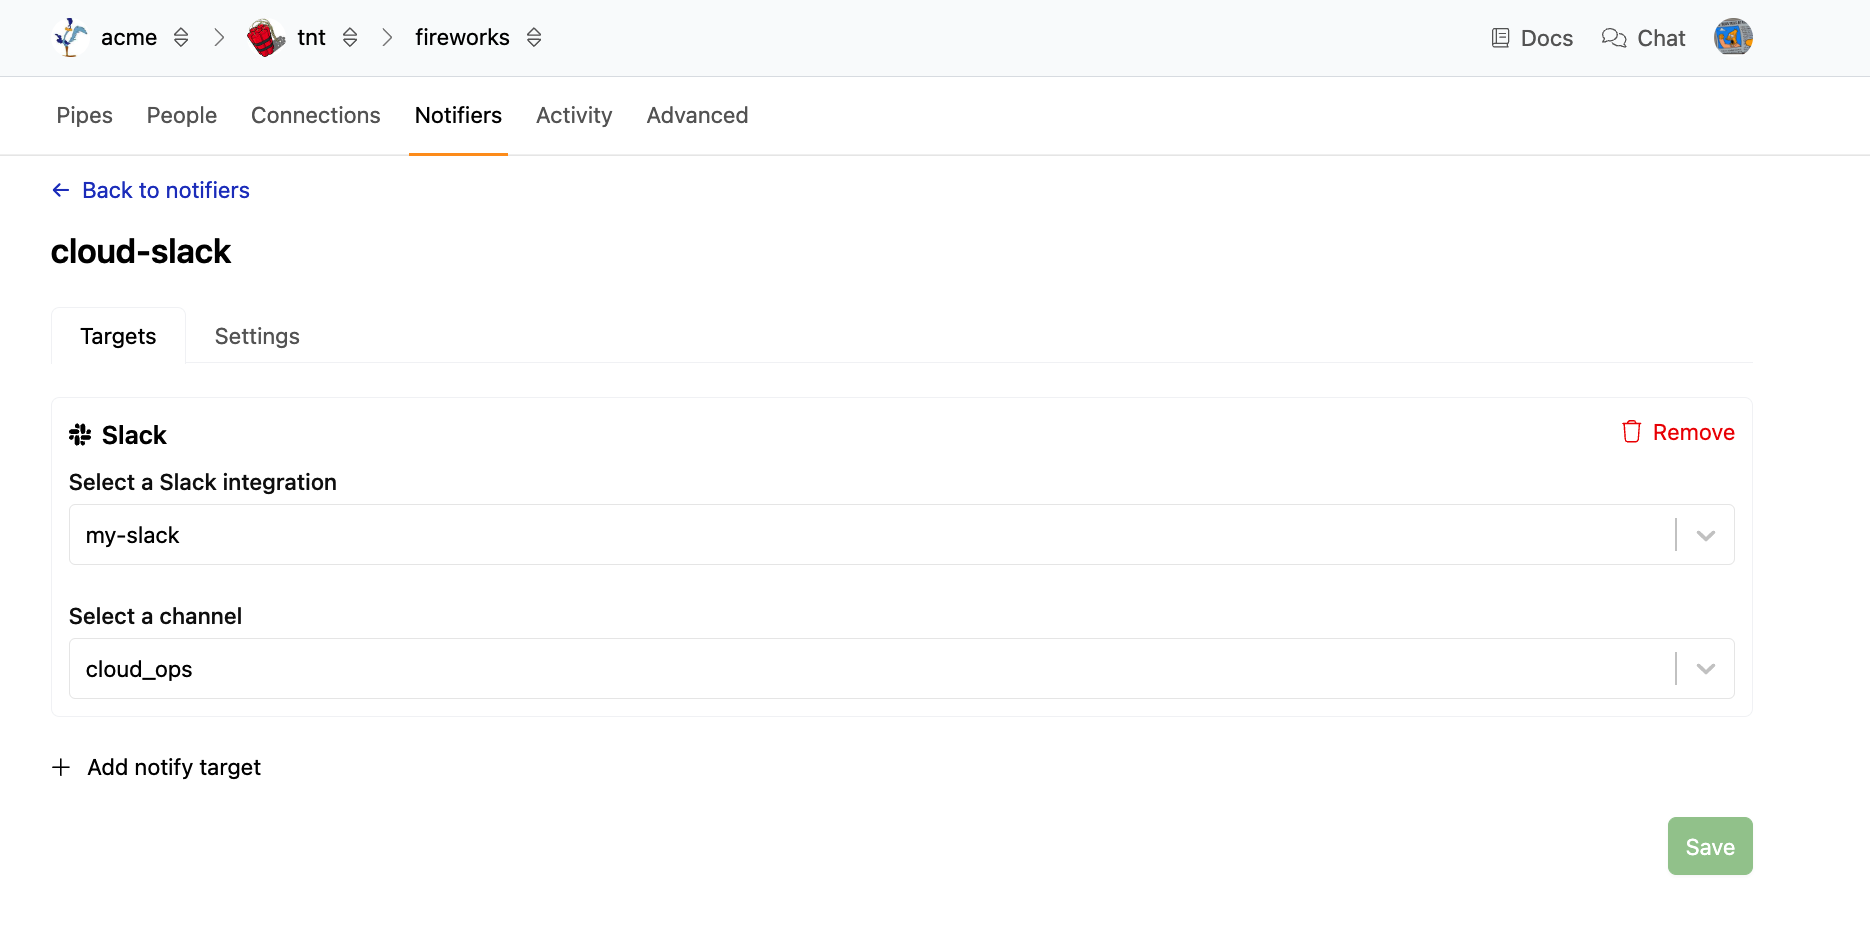 acme tnt fireworks Docs Chat
Pipes People Connections Notifiers Activity Advanced
Back to notifiers
cloud-slack
Targets Settings
Slack Remove
Select a Slack integration
my-slack
Select a channel
cloud_ops
Add notify target
Save